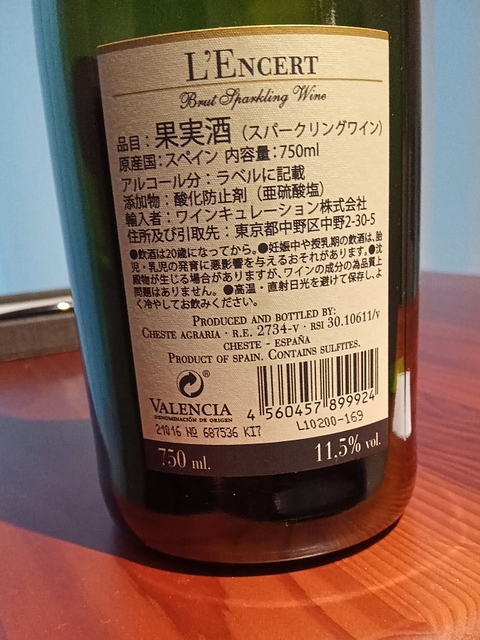 L'ENCERT
Brut Sparkling Wine
品目：果実酒（スパークリングワイン）
原産国：スペイン 内容量：750ml
アルコール分：ラベルに記載
添加物：酸化防止剤（亜硫酸塩）
輸入者：ワインキュレーション株式会社
住所及び引取先：東京都中野区中野2-30-5
●飲酒は20歳になってから。●妊娠中や授乳期の飲酒は、胎
児・乳児の発育に悪影響を与えるおそれがあります。●沈
殿物が生じる場合がありますが、ワインの成分の為品質上
問題はありません。●高温・直射日光を避けて保存し、よ
く冷やしてお飲みください。
PRODUCED AND BOTTLED BY:
CHESTE AGRARIA · R.E. 2734-V · RSI 30.10611/V
CHESTE - ESPAÑA
PRODUCT OF SPAIN. CONTAINS SULFITES.
®
VALENCIA
DENOMINACIÓN DE ORIGEN
21016 Nº 687536 KI7
4 560457 899924
L10200-169
750 ml.
11.5% vol.